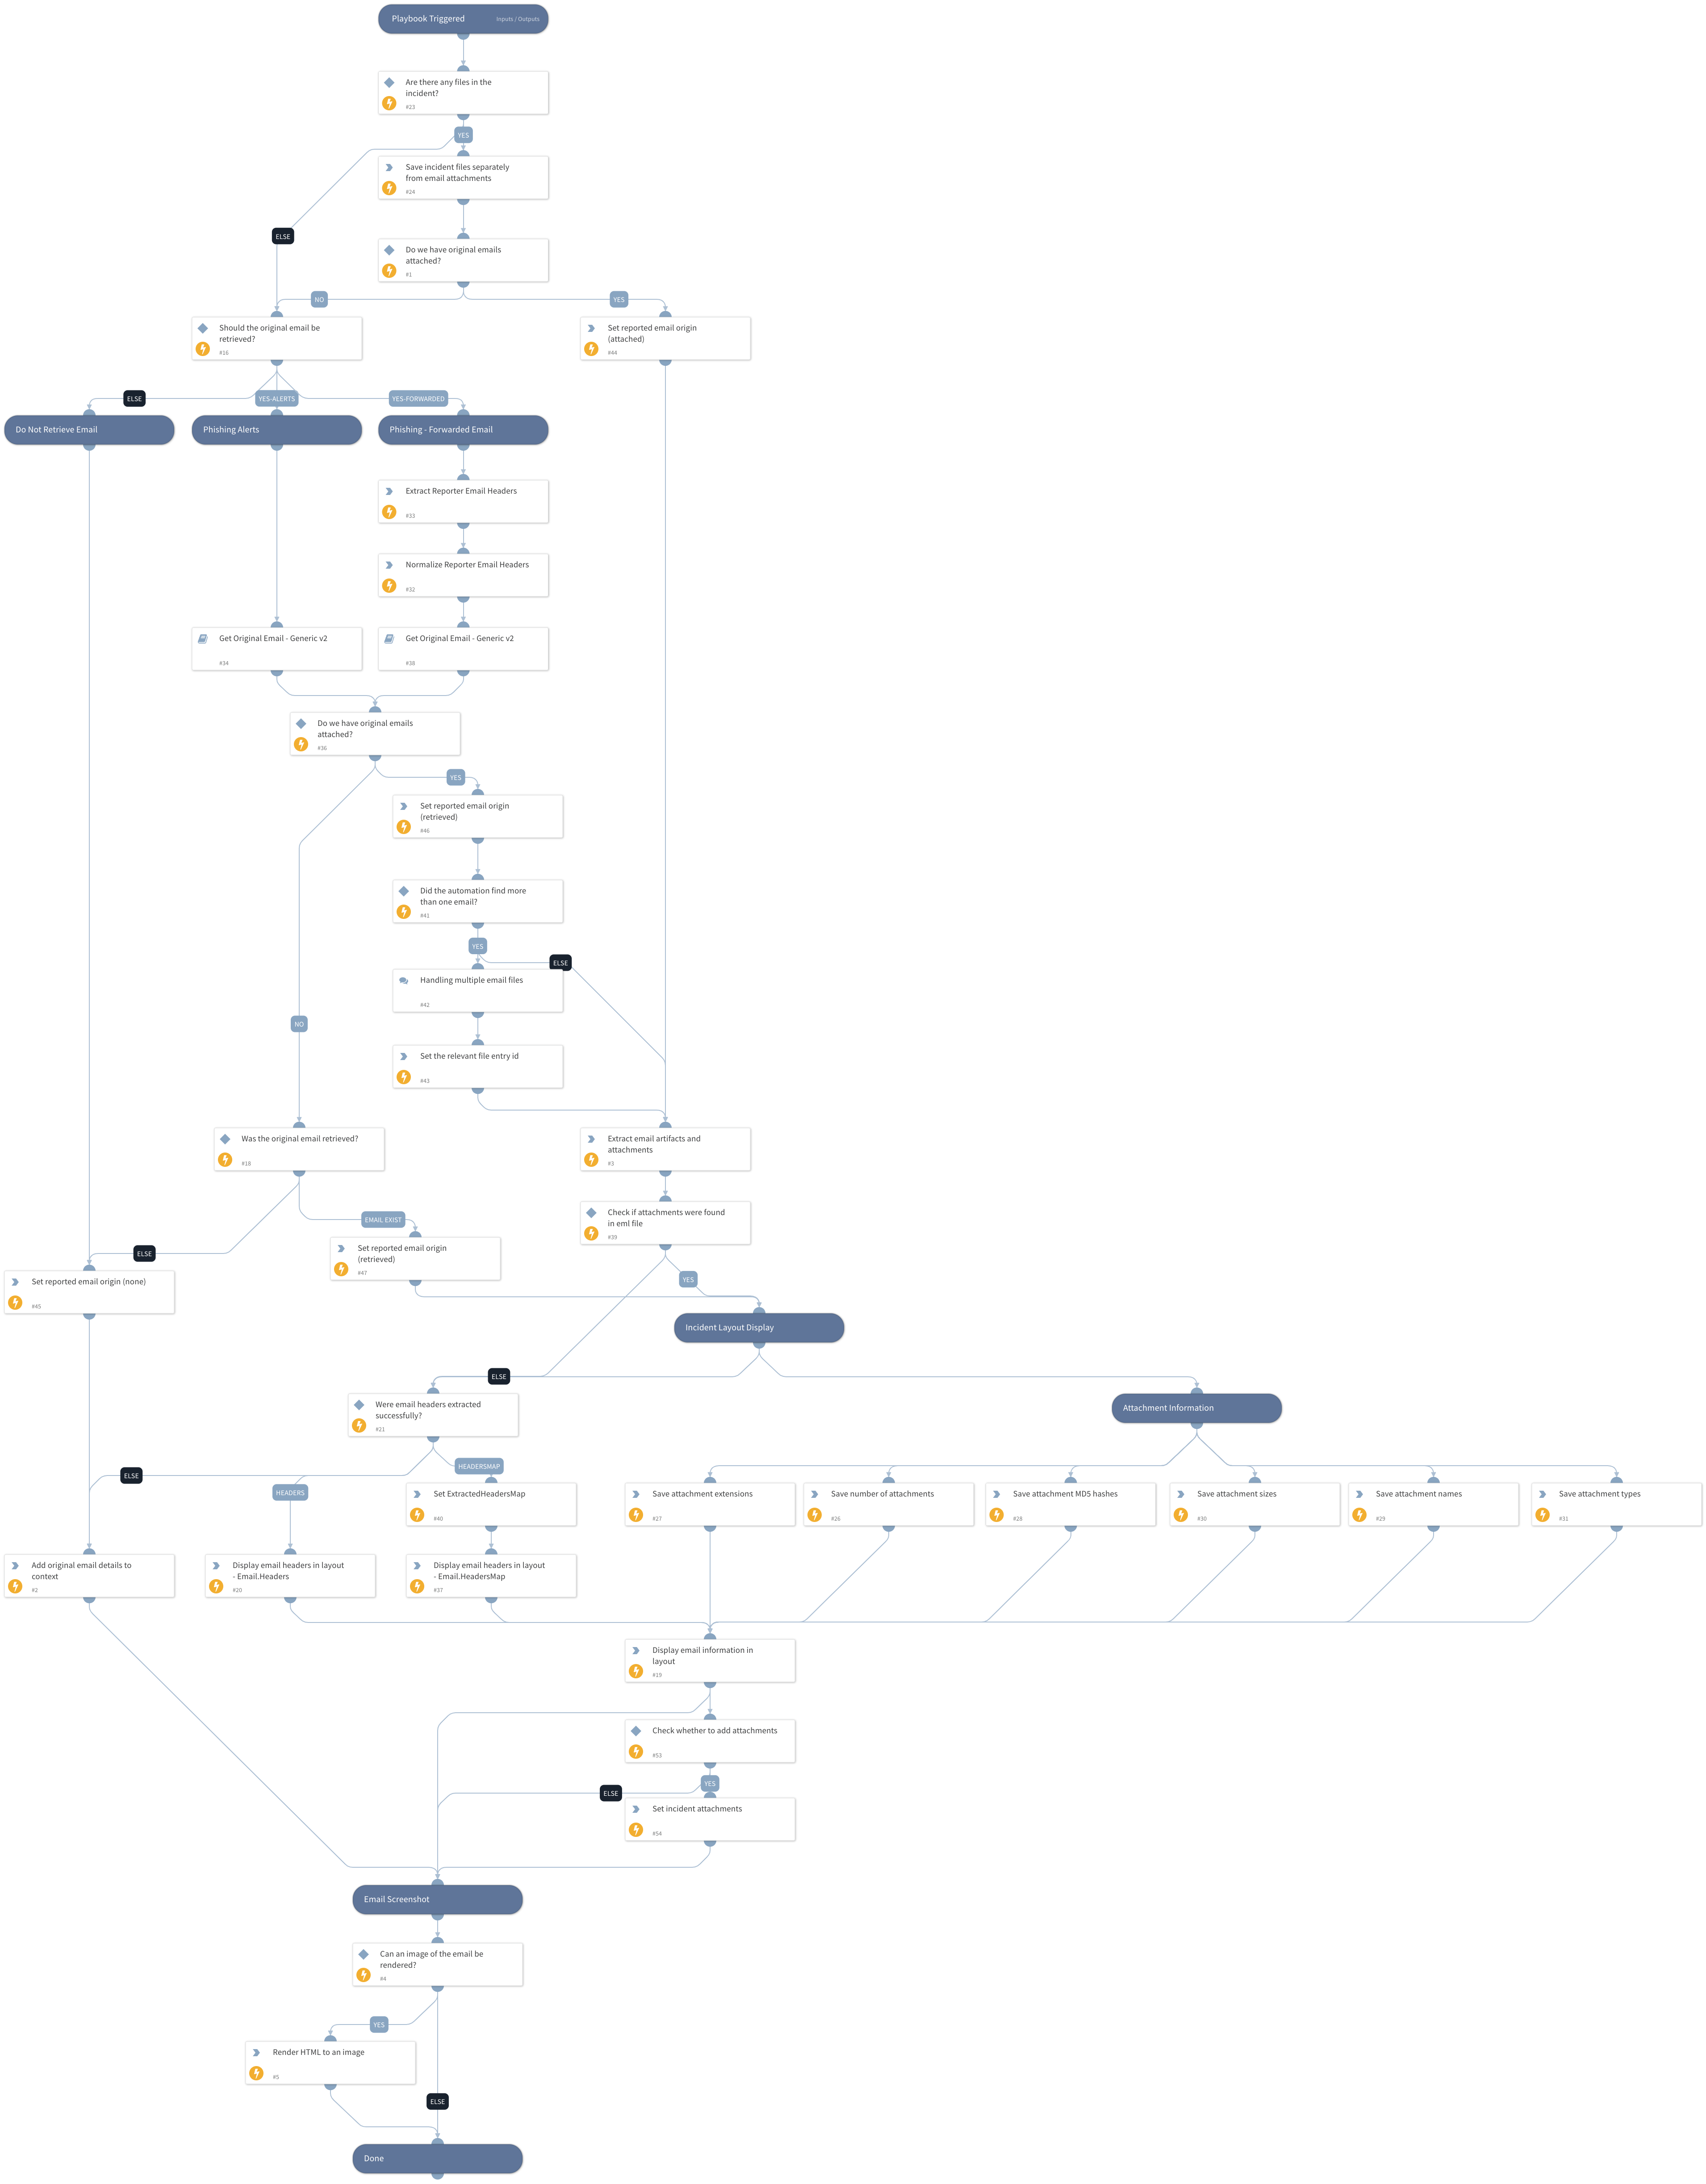 Playbook Triggered Inputs / Outputs
Are there any files in the
incident?
#23
YES
Save incident files separately
from email attachments
#24
ELSE
Do we have original emails
attached?
#1
NO
YES
Should the original email be
retrieved?
#16
Set reported email origin
(attached)
#44
ELSE
YES-ALERTS
YES-FORWARDED
Do Not Retrieve Email
Phishing Alerts
Phishing - Forwarded Email
Extract Reporter Email Headers
#33
Normalize Reporter Email Headers
#32
Get Original Email - Generic v2
#34
Get Original Email - Generic v2
#38
Do we have original emails
attached?
#36
YES
Set reported email origin
(retrieved)
#46
Did the automation find more
than one email?
#41
YES
ELSE
Handling multiple email files
#42
NO
Set the relevant file entry id
#43
Was the original email retrieved?
#18
Extract email artifacts and
attachments
#3
Check if attachments were found
in eml file
#39
EMAIL EXIST
ELSE
Set reported email origin
(retrieved)
#47
Set reported email origin (none)
#45
YES
Incident Layout Display
ELSE
Were email headers extracted
successfully?
#21
Attachment Information
ELSE
HEADERSMAP
HEADERS
Set ExtractedHeadersMap
#40
Save attachment extensions
#27
Save number of attachments
#26
Save attachment MD5 hashes
#28
Save attachment sizes
#30
Save attachment names
#29
Save attachment types
#31
Add original email details to
context
#2
Display email headers in layout
- Email.Headers
#20
Display email headers in layout
- Email.HeadersMap
#37
Display email information in
layout
#19
Check whether to add attachments
#53
YES
ELSE
Set incident attachments
#54
Email Screenshot
Can an image of the email be
rendered?
#4
YES
Render HTML to an image
#5
ELSE
Done